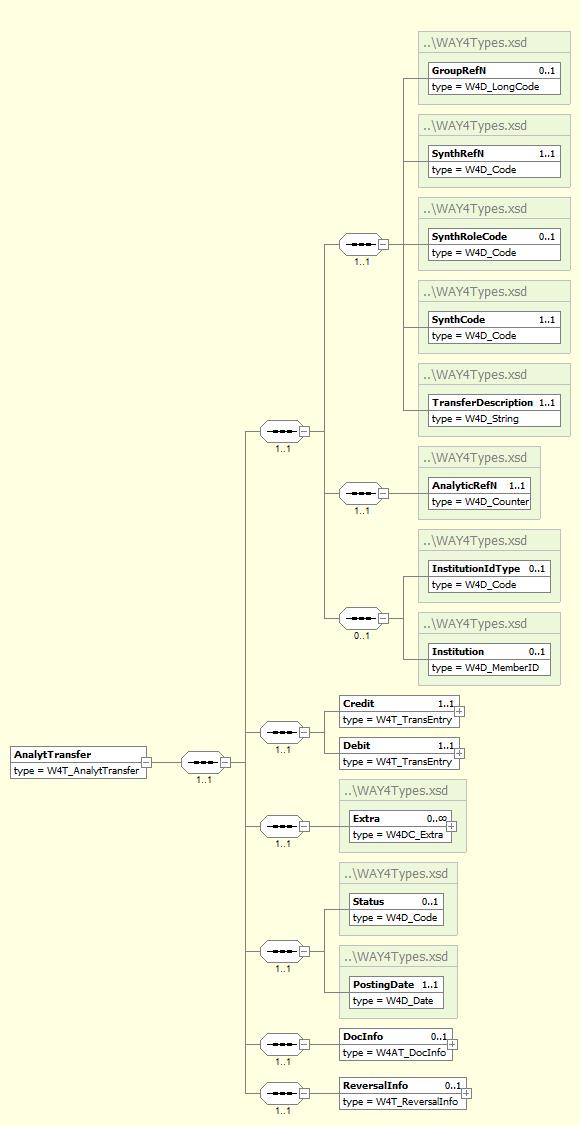 ..\WAY4Types.xsd
GroupRefN 0..1
type = W4D_LongCode
..\WAY4Types.xsd
SynthRefN 1..1
type = W4D_Code
..\WAY4Types.xsd
SynthRoleCode 0..1
type = W4D_Code
1..1
..\WAY4Types.xsd
SynthCode 1..1
type = W4D_Code
..\WAY4Types.xsd
TransferDescription 1..1
type = W4D_String
1..1
..\WAY4Types.xsd
AnalyticRefN 1..1
type = W4D_Counter
1..1
..\WAY4Types.xsd
InstitutionIdType 0..1
type = W4D_Code
0..1
..\WAY4Types.xsd
Institution 0..1
type = W4D_MemberID
Credit 1..1
type = W4T_TransEntry
1..1
Debit 1..1
type = W4T_TransEntry
AnalytTransfer
type = W4T_AnalytTransfer
1..1
..\WAY4Types.xsd
Extra 0..∞
type = W4DC_Extra
1..1
..\WAY4Types.xsd
Status 0..1
type = W4D_Code
1..1
..\WAY4Types.xsd
PostingDate 1..1
type = W4D_Date
DocInfo 0..1
type = W4AT_DocInfo
1..1
ReversalInfo 0..1
type = W4T_ReversalInfo
1..1